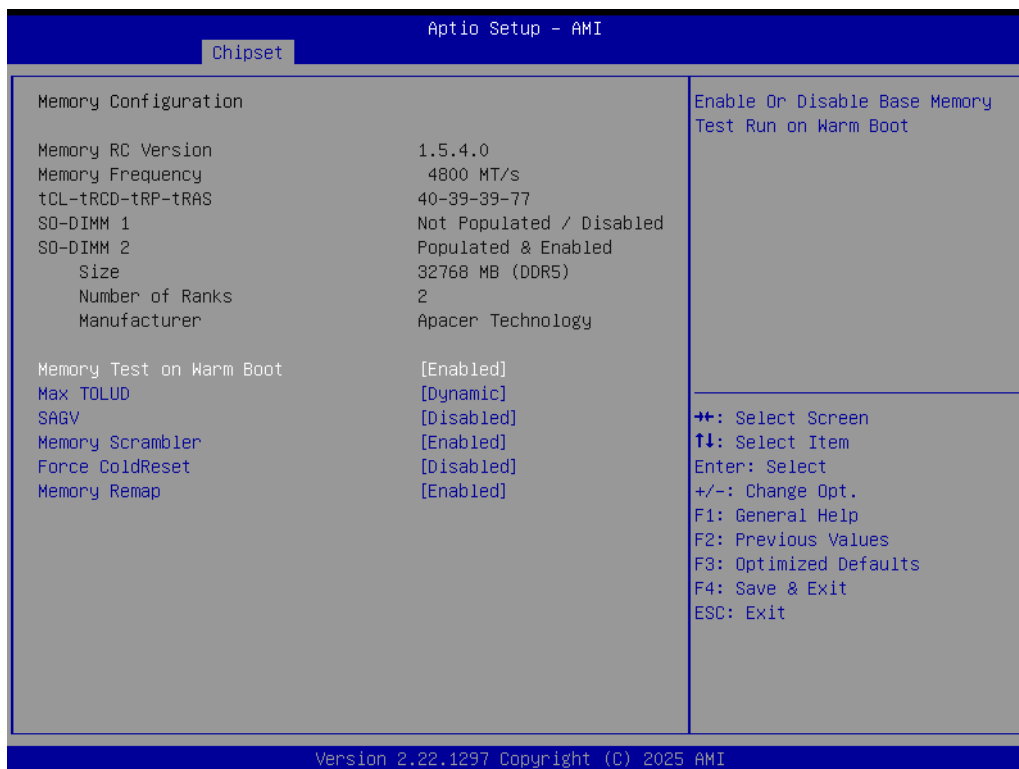 Aptio Setup - AMI
Chipset
Memory Configuration
Memory RC Version 1.5.4.0
Memory Frequency 4800 MT/s
tCL-tRCD-tRP-tRAS 40-39-39-77
SO-DIMM 1 Not Populated / Disabled
SO-DIMM 2 Populated & Enabled
Size 32768 MB (DDR5)
Number of Ranks 2
Manufacturer Apacer Technology
Memory Test on Warm Boot [Enabled]
Max TOLUD [Dynamic]
SAGV [Disabled]
Memory Scrambler [Enabled]
Force ColdReset [Disabled]
Memory Remap [Enabled]
Enable Or Disable Base Memory
Test Run on Warm Boot
→←: Select Screen
↑↓: Select Item
Enter: Select
+/-: Change Opt.
F1: General Help
F2: Previous Values
F3: Optimized Defaults
F4: Save & Exit
ESC: Exit
Version 2.22.1297 Copyright (C) 2025 AMI